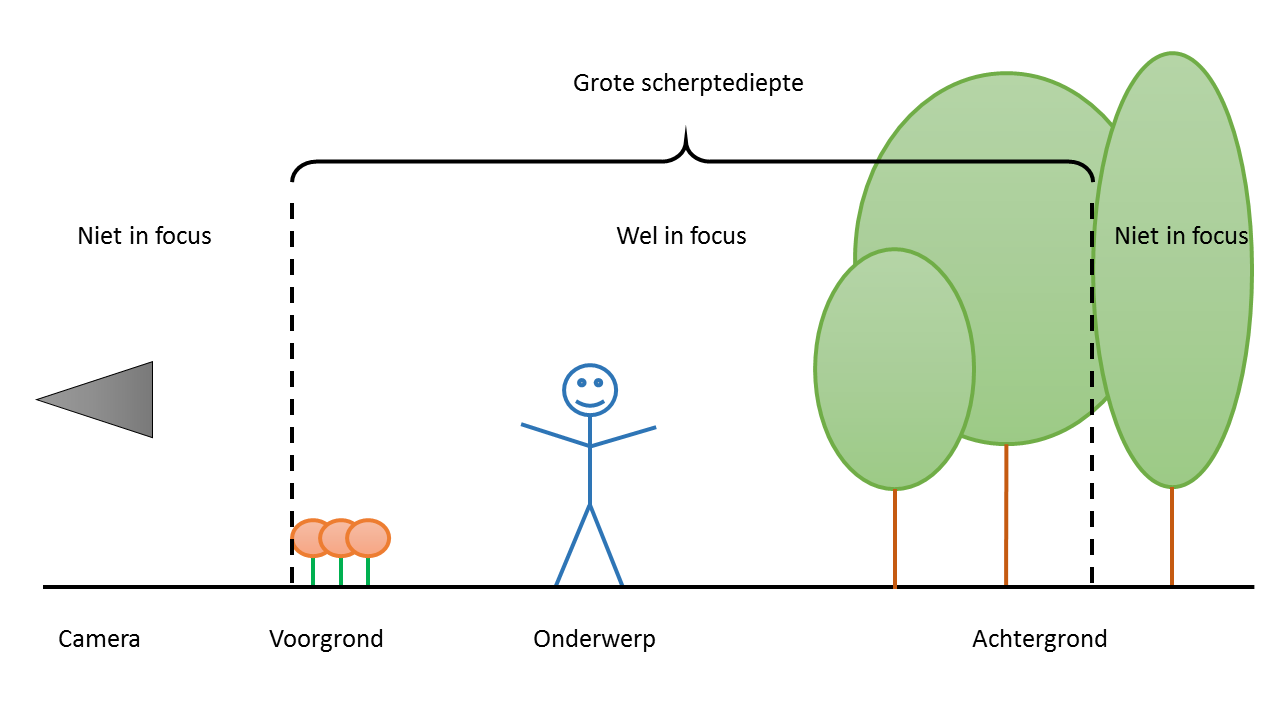 Grote scherptediepte
Niet in focus
Wel in focus
Niet in focus
Camera
Voorgrond
Onderwerp
Achtergrond